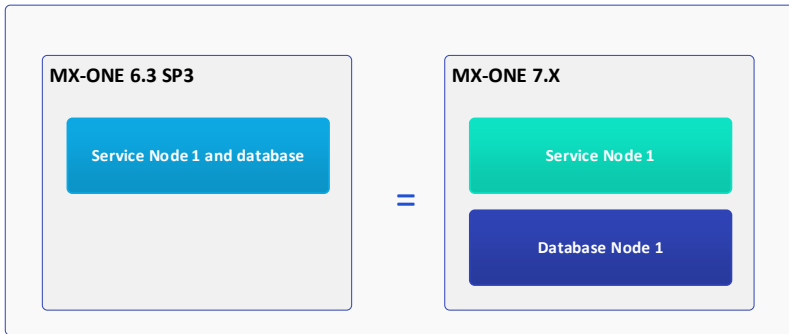 MX-ONE 6.3 SP3
Service Node 1 and database
=
MX-ONE 7.X
Service Node 1
Database Node 1